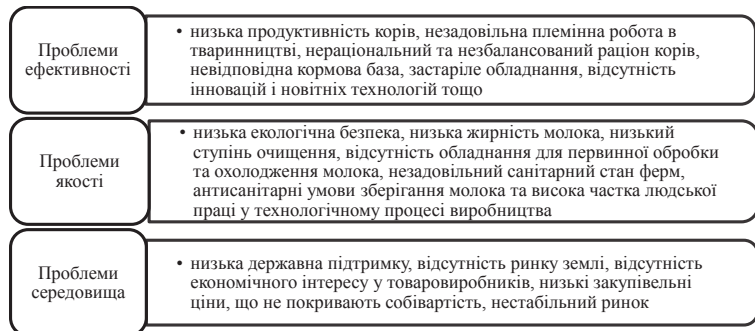 Проблеми
ефективності
• низька продуктивність корів, незадовільна племінна робота в
тваринництві, нераціональний та незбалансований раціон корів,
невідповідна кормова база, застаріле обладнання, відсутність
інновацій і новітніх технологій тощо
Проблеми
якості
• низька екологічна безпека, низька жирність молока, низький
ступінь очищення, відсутність обладнання для первинної обробки
та охолодження молока, незадовільний санітарний стан ферм,
антисанітарні умови зберігання молока та висока частка людської
праці у технологічному процесі виробництва
Проблеми
середовища
• низька державна підтримку, відсутність ринку землі, відсутність
економічного інтересу у товаровиробників, низькі закупівельні
ціни, що не покривають собівартість, нестабільний ринок